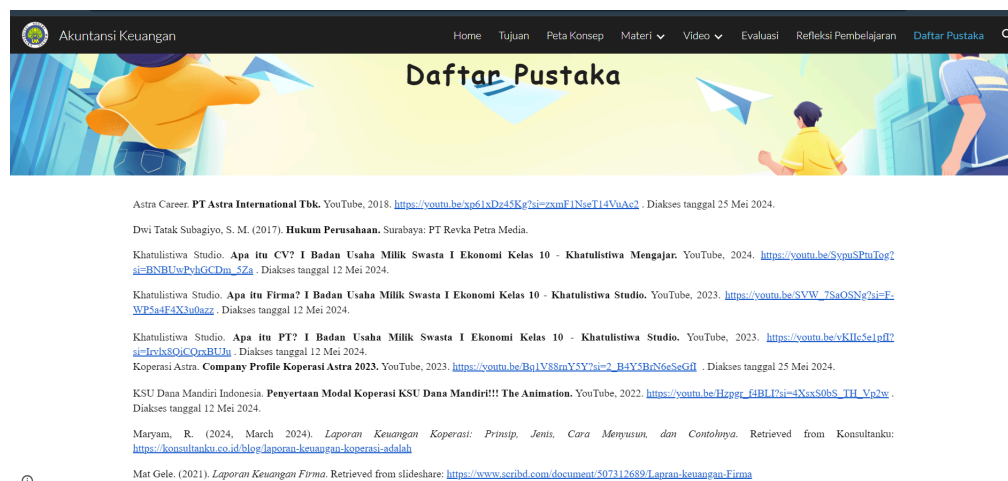 Akuntansi Keuangan Home Tujuan Peta Konsep Materi Video Evaluasi Refleksi Pembelajaran Daftar Pustaka
Daftar Pustaka
Astra Career. PT Astra International Tbk. YouTube, 2018. https://youtu.be/xp61xDz45Kg?si=zxmF1NseT14VuAc2 . Diakses tanggal 25 Mei 2024.
Dwi Tatak Subagiyo, S. M. (2017). Hukum Perusahaan. Surabaya: PT Revka Petra Media.
Khatulistiwa Studio. Apa itu CV? I Badan Usaha Milik Swasta I Ekonomi Kelas 10 - Khatulistiwa Mengajar. YouTube, 2024. https://youtu.be/SypuSPtuTog?
si=BNBUwPyhGCDm_5Za . Diakses tanggal 12 Mei 2024.
Khatulistiwa Studio. Apa itu Firma? I Badan Usaha Milik Swasta I Ekonomi Kelas 10 - Khatulistiwa Studio. YouTube, 2023. https://youtu.be/SVW_7SaOSNg?si=F-
WP5a4F4X3u0azz . Diakses tanggal 12 Mei 2024.
Khatulistiwa Studio. Apa itu PT? I Badan Usaha Milik Swasta I Ekonomi Kelas 10 - Khatulistiwa Studio. YouTube, 2023. https://youtu.be/vKIIc5e1pfI?
si=Irvlx8QiCQrxBUJu . Diakses tanggal 12 Mei 2024.
Koperasi Astra. Company Profile Koperasi Astra 2023. YouTube, 2023. https://youtu.be/Bq1V88rnY5Y?si=2_B4Y5BrN6eSeGfI . Diakses tanggal 25 Mei 2024.
KSU Dana Mandiri Indonesia. Penyertaan Modal Koperasi KSU Dana Mandiri!!! The Animation. YouTube, 2022. https://youtu.be/Hzpgr_f4BLI?si=4XsxS0bS_TH_Vp2w .
Diakses tanggal 12 Mei 2024.
Maryam, R. (2024, March 2024). Laporan Keuangan Koperasi: Prinsip, Jenis, Cara Menyusun, dan Contohnya. Retrieved from Konsultanku:
https://konsultanku.co.id/blog/laporan-keuangan-koperasi-adalah
Mat Gele. (2021). Laporan Keuangan Firma. Retrieved from slideshare: https://www.scribd.com/document/507312689/Lapran-keuangan-Firma